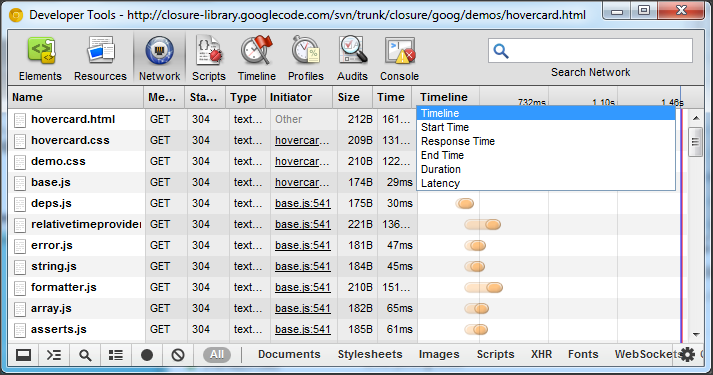 Developer Tools - http://closure-library.googlecode.com/svn/trunk/closure/goog/demos/hovercard.html
Elements Resources Network Scripts Timeline Profiles Audits Console Search Network
Name Me... Sta... Type Initiator Size Time Timeline 732ms 1.10s 1.46s
hovercard.html GET 304 text... Other 212B 161...
Timeline
hovercard.css GET 304 text... hovercar... 209B 131...
Start Time
Response Time
demo.css GET 304 text... hovercar... 210B 122...
End Time
Duration
base.js GET 304 text... hovercar... 174B 29ms
Latency
deps.js GET 304 text... base.js:541 175B 30ms
relativetimeprovider GET 304 text... base.js:541 221B 136...
error.js GET 304 text... base.js:541 181B 47ms
string.js GET 304 text... base.js:541 184B 45ms
formatter.js GET 304 text... base.js:541 210B 151...
array.js GET 304 text... base.js:541 182B 65ms
asserts.js GET 304 text... base.js:541 185B 61ms
All Documents Stylesheets Images Scripts XHR Fonts WebSockets